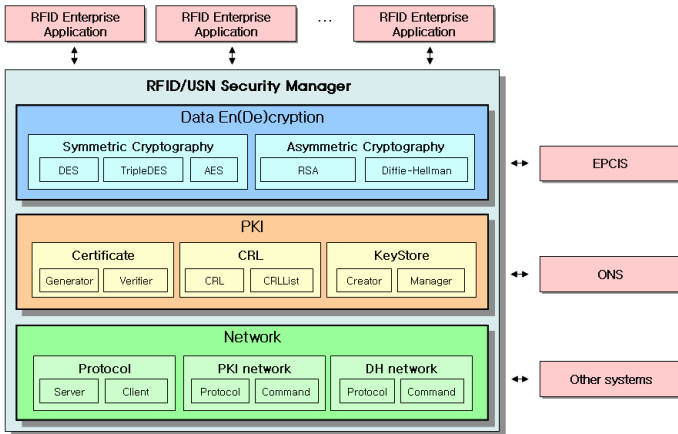 RFID Enterprise
Application
RFID Enterprise
Application
...
RFID Enterprise
Application
RFID/USN Security Manager
Data En(De)cryption
Symmetric Cryptography
DES
TripleDES
AES
Asymmetric Cryptography
RSA
Diffie-Hellman
EPCIS
PKI
Certificate
Generator
Verifier
CRL
CRL
CRLList
KeyStore
Creator
Manager
ONS
Network
Protocol
Server
Client
PKI network
Protocol
Command
DH network
Protocol
Command
Other systems